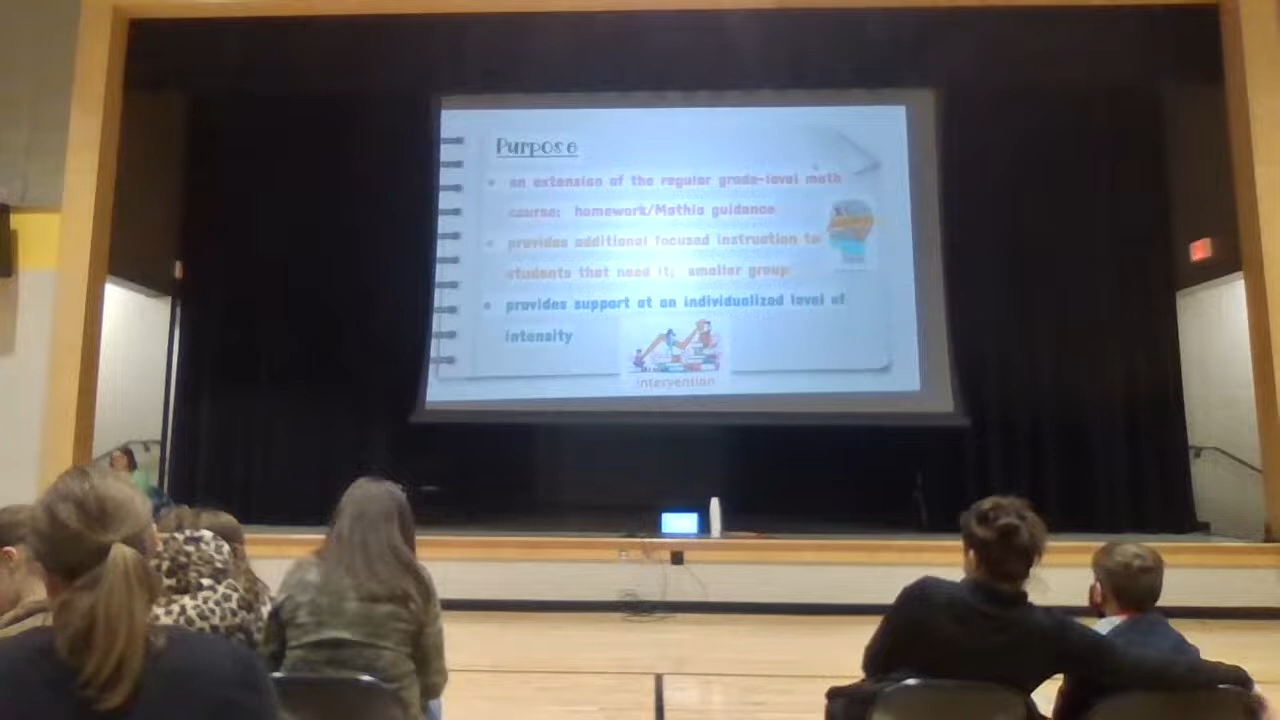 Purpose
an extension of the regular grade-level math
course: homework/Mathia guidance
provides additional focused instruction to
students that need it; smaller group
provides support at an individualized level of
intensity
intervention